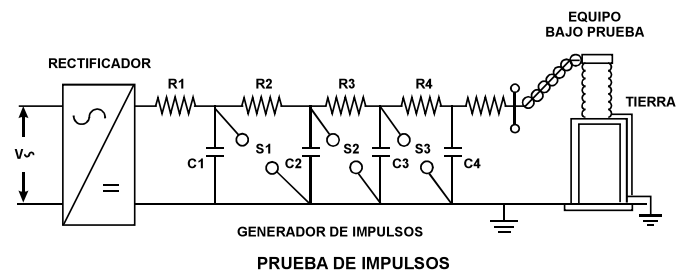 EQUIPO
BAJO PRUEBA
RECTIFICADOR
R1 R2 R3 R4
TIERRA
V~
S1 S2 S3
C1 C2 C3 C4
GENERADOR DE IMPULSOS
PRUEBA DE IMPULSOS